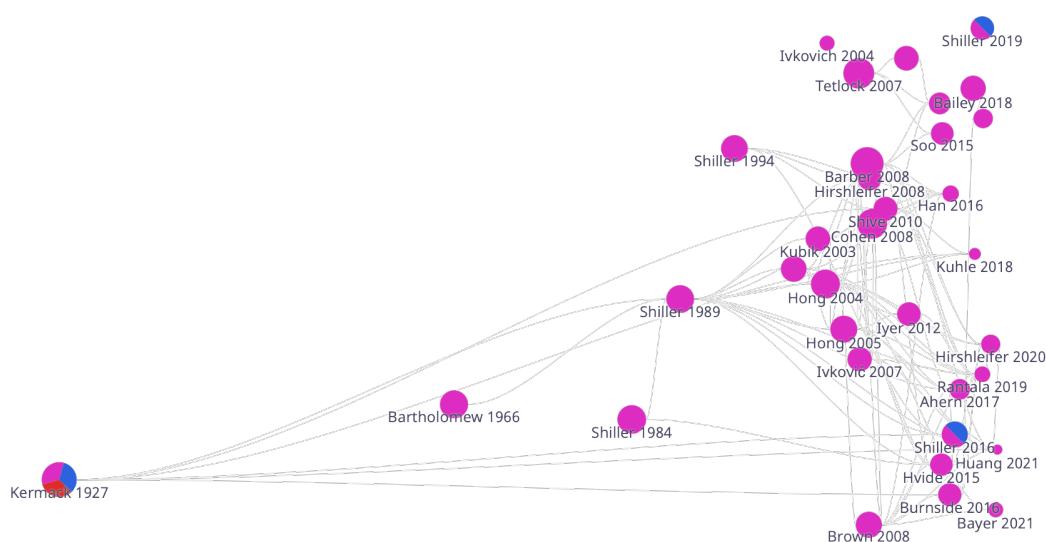 Shiller 2019
Ivkovich 2004
Tetlock 2007
Bailey 2018
Soo 2015
Shiller 1994
Barber 2008
Hirshleifer 2008
Han 2016
Shive 2010
Cohen 2008
Kubik 2003
Kuhle 2018
Hong 2004
Shiller 1989
Iyer 2012
Hong 2005
Hirshleifer 2020
Ivkovic 2007
Rantala 2019
Ahern 2017
Bartholomew 1966
Shiller 1984
Shiller 2016
Huang 2021
Hvide 2015
Kermack 1927
Burnside 2016
Bayer 2021
Brown 2008